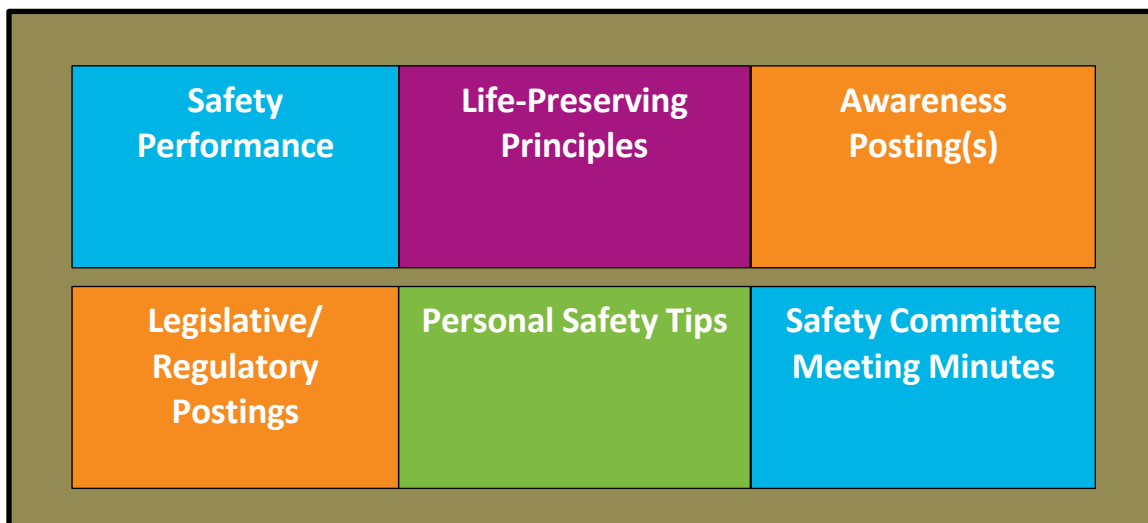 Safety
Performance
Life-Preserving
Principles
Awareness
Posting(s)
Legislative/
Regulatory
Postings
Personal Safety Tips
Safety Committee
Meeting Minutes